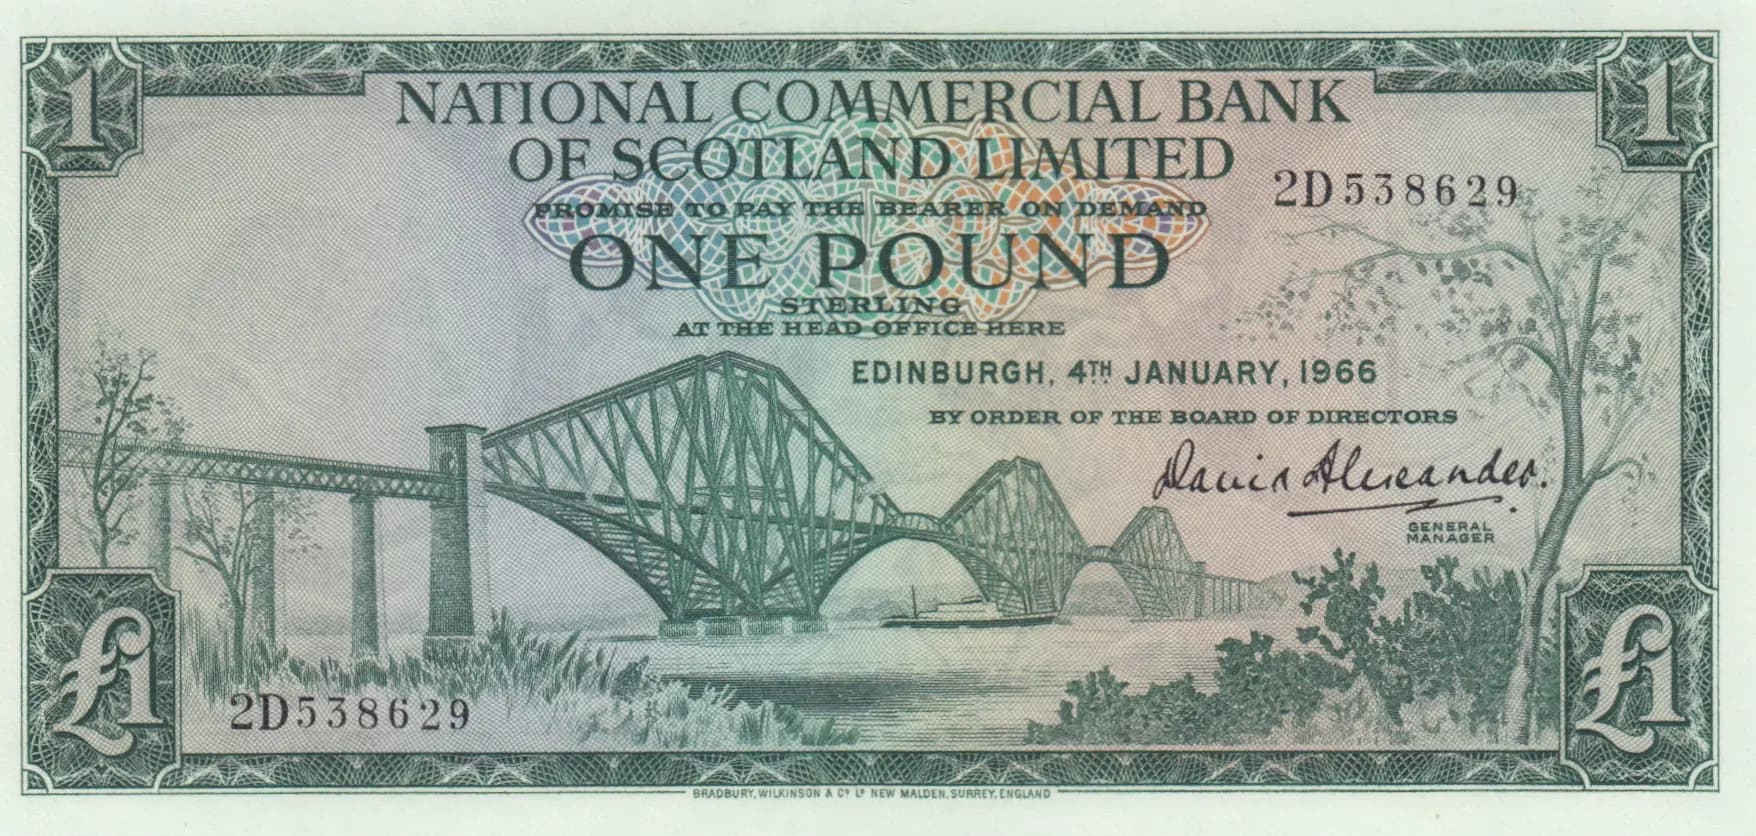 1
1
NATIONAL COMMERCIAL BANK
OF SCOTLAND LIMITED
2D538629
PROMISE TO PAY THE BEARER ON DEMAND
ONE POUND
STERLING
AT THE HEAD OFFICE HERE
EDINBURGH, 4TH JANUARY, 1966
BY ORDER OF THE BOARD OF DIRECTORS
David Alexander.
GENERAL
MANAGER
£1
2D538629
£1
BRADBURY, WILKINSON & Co Ld NEW MALDEN, SURREY, ENGLAND